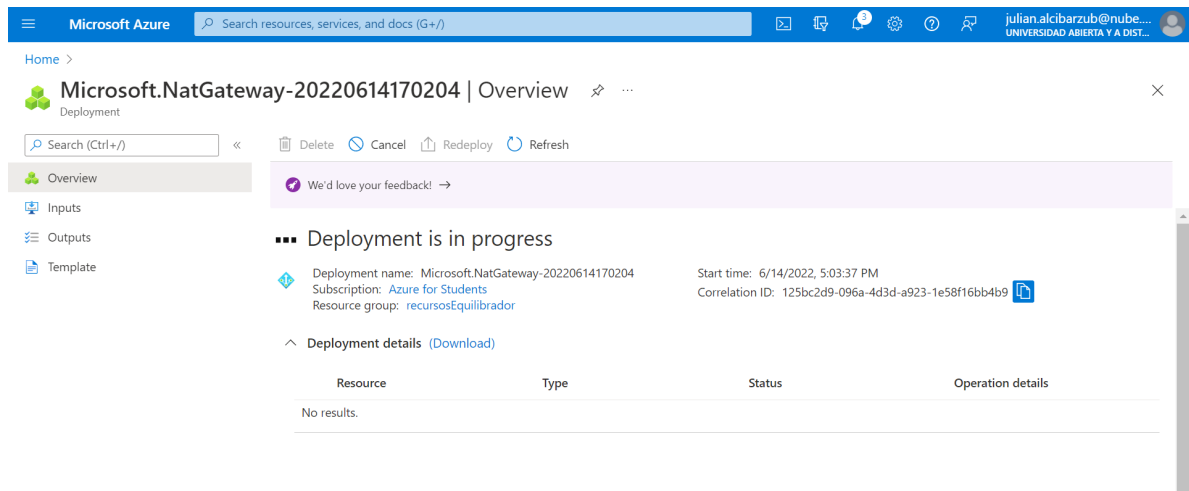 Microsoft Azure
Search resources, services, and docs (G+/)
3
julian.alcibarzub@nube....
UNIVERSIDAD ABIERTA Y A DIST...
Home >
Microsoft.NatGateway-20220614170204 | Overview
Deployment
Search (Ctrl+/)
«
Delete Cancel Redeploy Refresh
Overview
Inputs
Outputs
Template
We'd love your feedback! →
Deployment is in progress
Deployment name: Microsoft.NatGateway-20220614170204
Subscription: Azure for Students
Resource group: recursosEquilibrador
Start time: 6/14/2022, 5:03:37 PM
Correlation ID: 125bc2d9-096a-4d3d-a923-1e58f16bb4b9
Deployment details (Download)
Resource Type Status Operation details
No results.